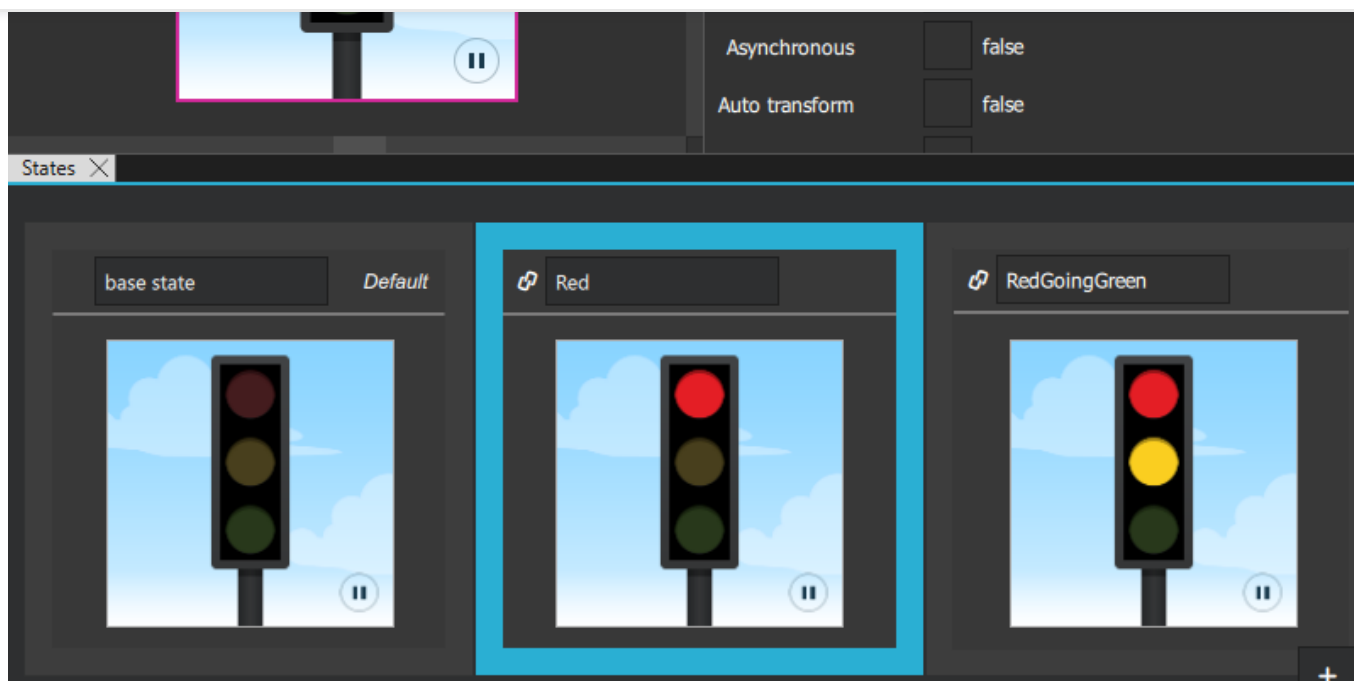 Asynchronous false
Auto transform false
States
base state Default
Red
RedGoingGreen
+